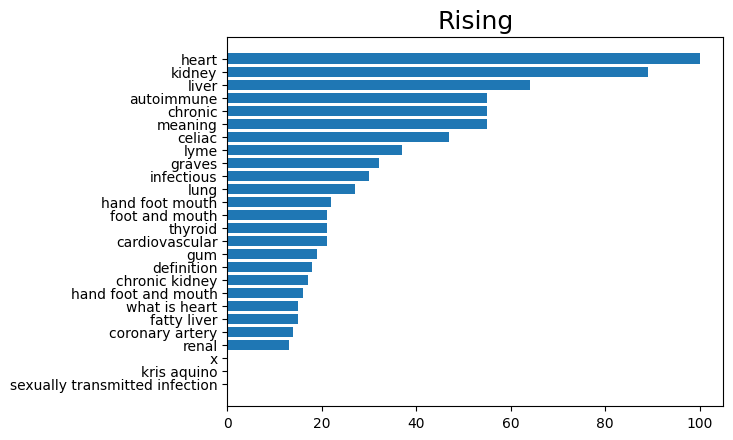 Rising
heart
kidney
liver
autoimmune
chronic
meaning
celiac
lyme
graves
infectious
lung
hand foot mouth
foot and mouth
thyroid
cardiovascular
gum
definition
chronic kidney
hand foot and mouth
what is heart
fatty liver
coronary artery
renal
x
kris aquino
sexually transmitted infection
0 20 40 60 80 100